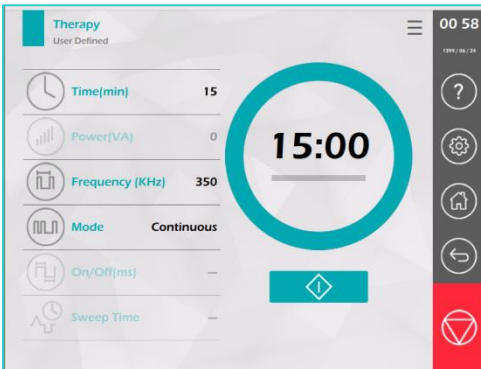 Therapy
User Defined
00 58
1399 / 06 / 24
Time(min) 15
Power(VA) 0
Frequency (KHz) 350
Mode Continuous
On/Off(ms) –
Sweep Time –
15:00
?